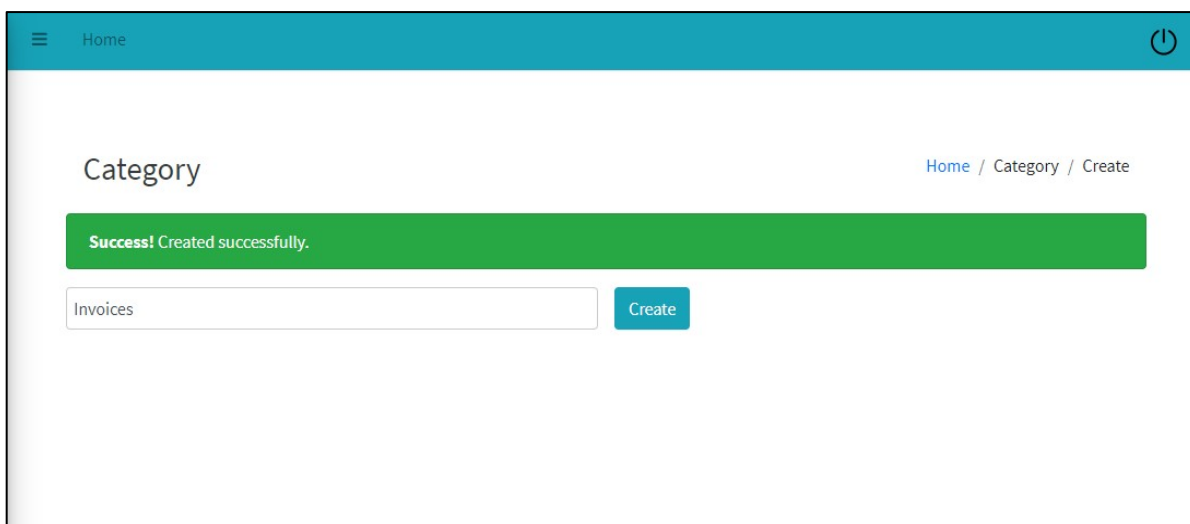 Home
Category
Home / Category / Create
Success! Created successfully.
Invoices
Create